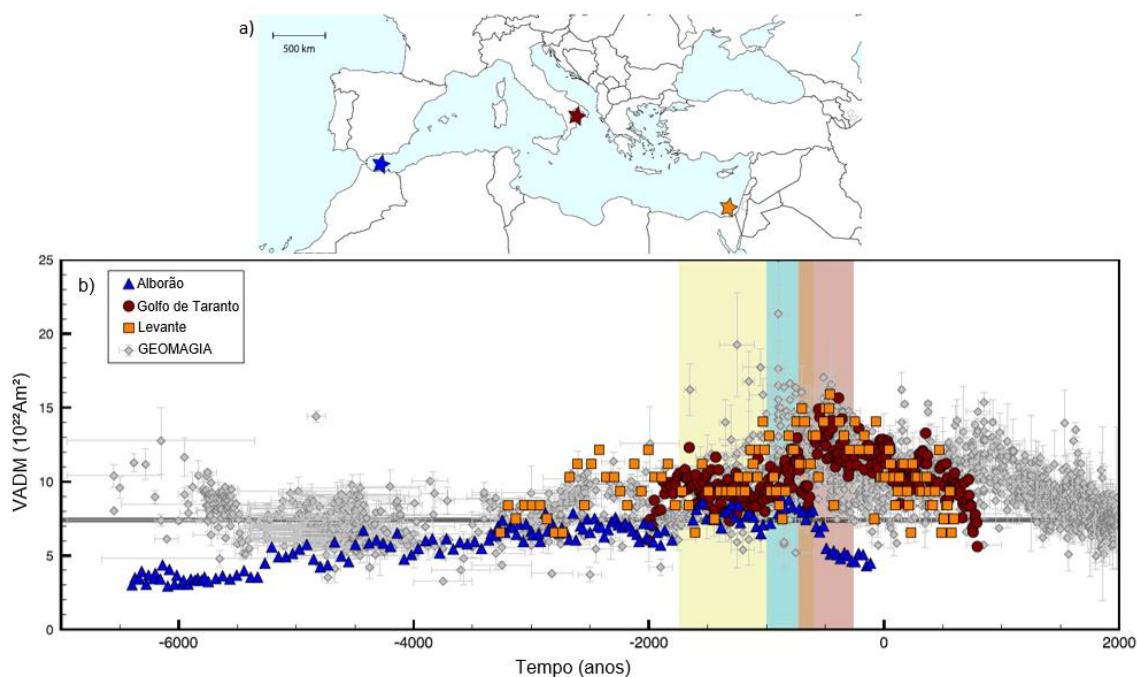 a)
500 km
b)
Alborão
Golfo de Taranto
Levante
GEOMAGIA
25
20
15
10
5
0
VADM (10²²Am²)
-6000
-4000
-2000
0
2000
Tempo (anos)